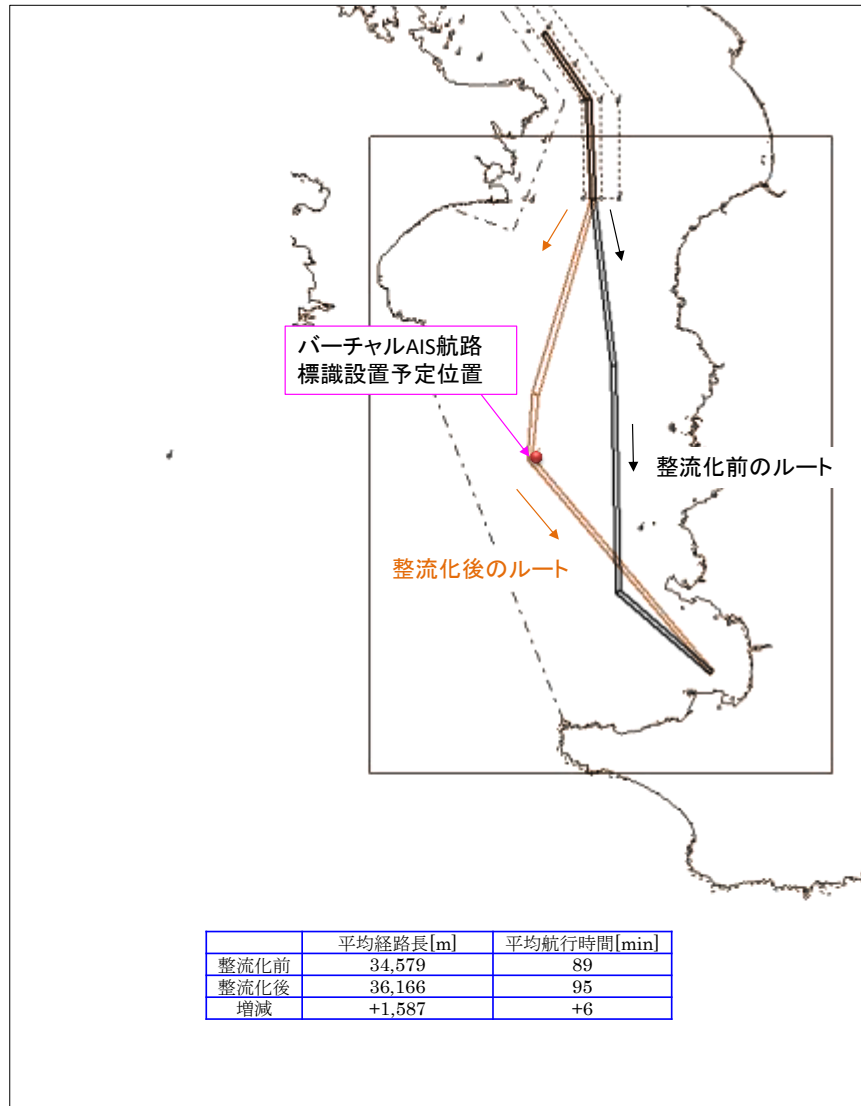 バーチャルAIS航路
標識設置予定位置
整流化前のルート
整流化後のルート
平均経路長[m] 平均航行時間[min]
整流化前 34,579 89
整流化後 36,166 95
増減 +1,587 +6